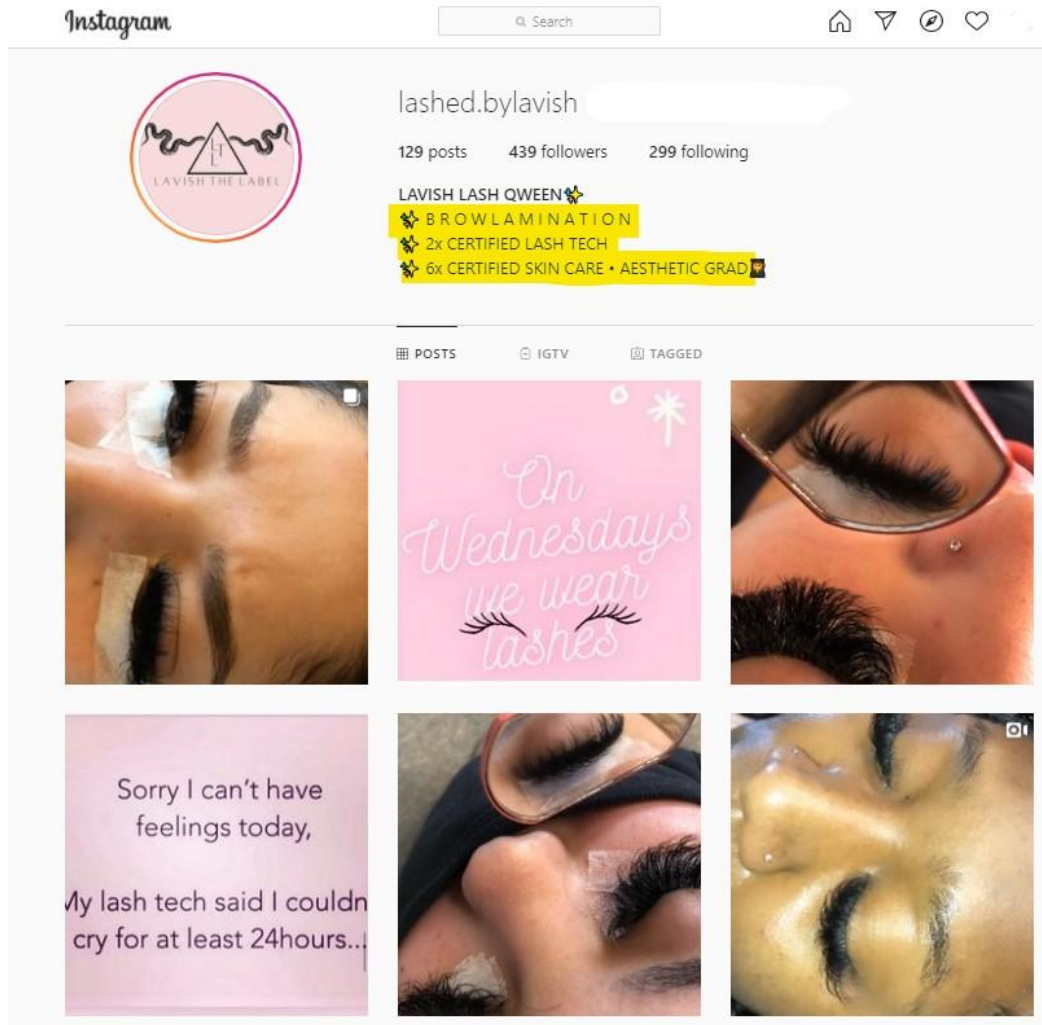 Instagram
Search
lashed.bylavish
129 posts 439 followers 299 following
LAVISH LASH QWEEN✨
✨ B R O W L A M I N A T I O N
✨ 2x CERTIFIED LASH TECH
✨ 6x CERTIFIED SKIN CARE • AESTHETIC GRAD👩🏾‍🎓
LTL
LAVISH THE LABEL
POSTS IGTV TAGGED
On
Wednesdays
we wear
lashes
Sorry I can't have
feelings today,
My lash tech said I couldn
cry for at least 24hours...